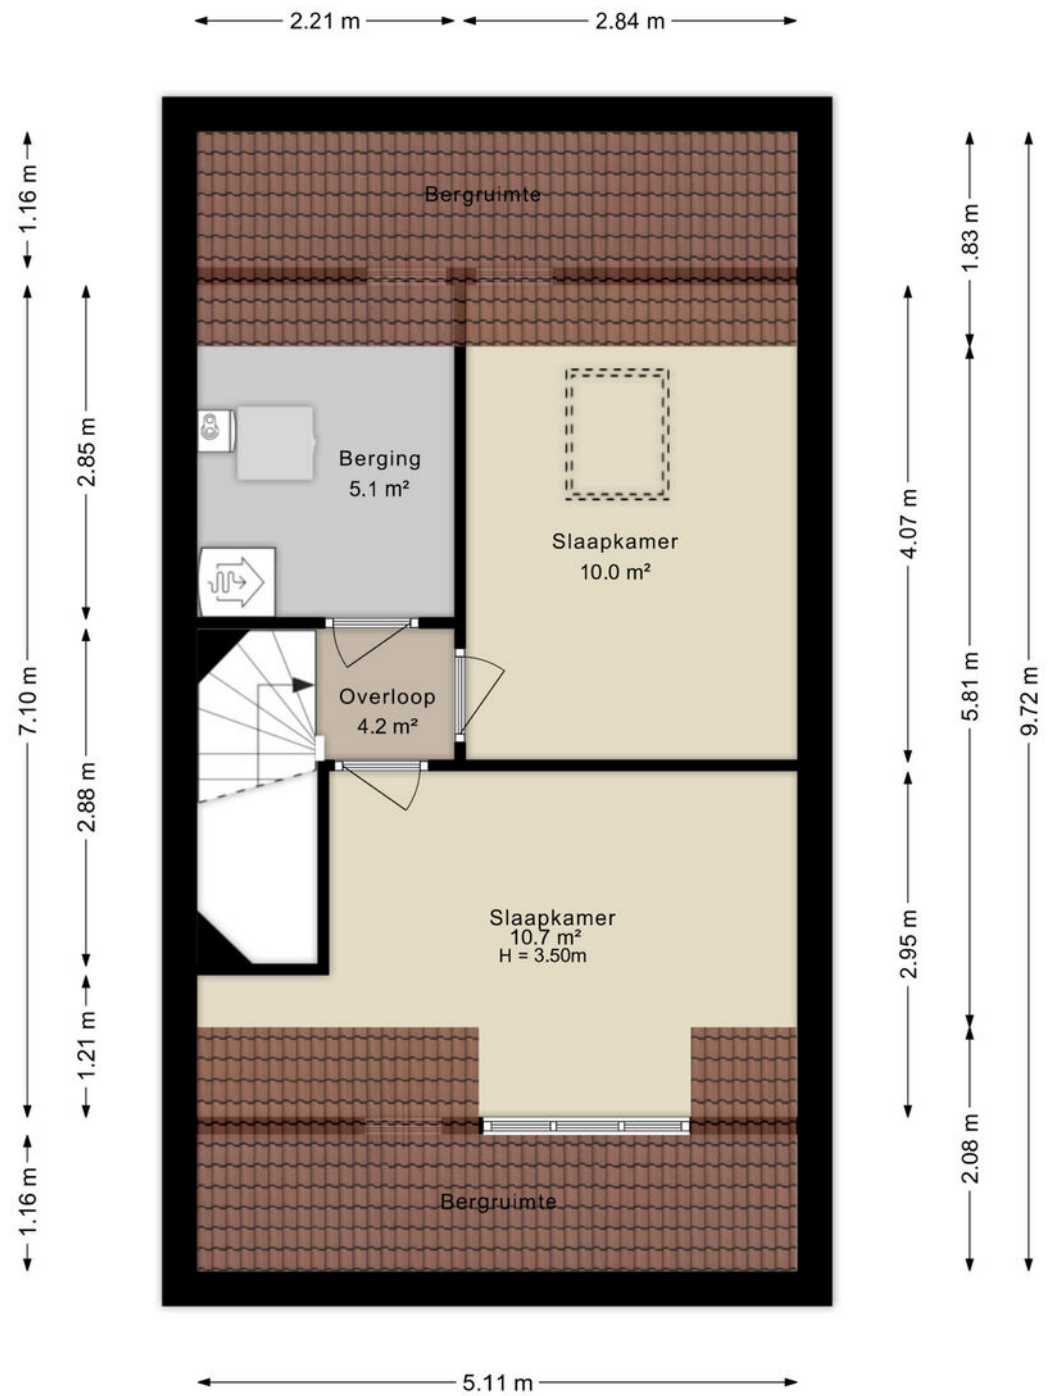 2.21 m
2.84 m
1.16 m
1.83 m
Bergruimte
2.85 m
4.07 m
Berging
5.1 m²
Slaapkamer
10.0 m²
7.10 m
5.81 m
9.72 m
Overloop
4.2 m²
2.88 m
2.95 m
Slaapkamer
10.7 m²
H = 3.50m
1.21 m
2.08 m
1.16 m
Bergruimte
5.11 m